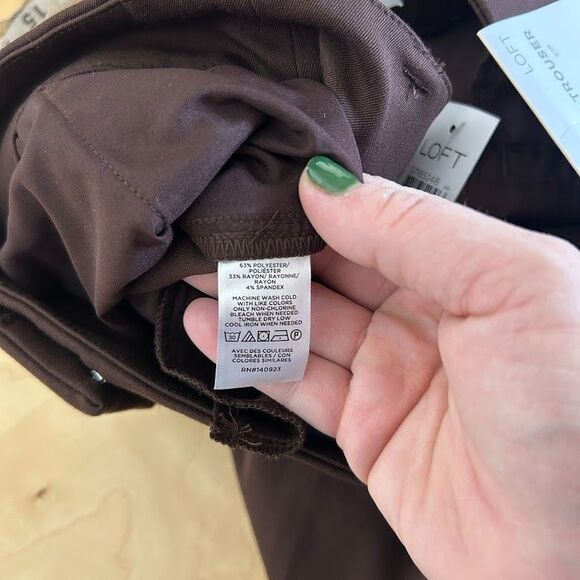 15
LOFT
TROUSER
LOFT
63% POLYESTER/
POLIÉSTER
33% RAYON/ RAYONNE/
RAYÓN
4% SPANDEX
MACHINE WASH COLD
WITH LIKE COLORS
ONLY NON-CHLORINE
BLEACH WHEN NEEDED
TUMBLE DRY LOW
COOL IRON WHEN NEEDED
30 P
AVEC DES COULEURS
SEMBLABLES / CON
COLORES SIMILARES
RN#140923